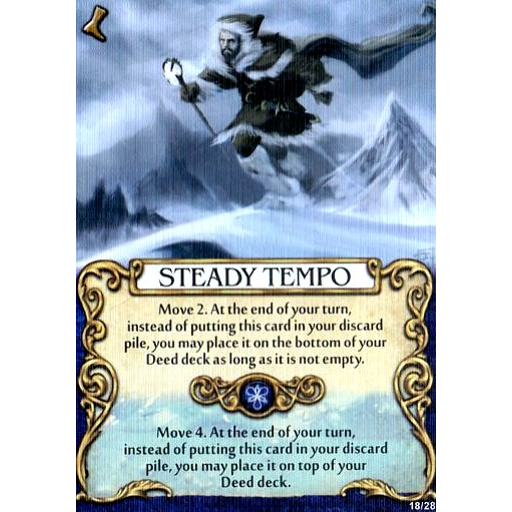 STEADY TEMPO
Move 2. At the end of your turn,
instead of putting this card in your discard
pile, you may place it on the bottom of your
Deed deck as long as it is not empty.
Move 4. At the end of your turn,
instead of putting this card in your discard
pile, you may place it on top of your
Deed deck.
18/28